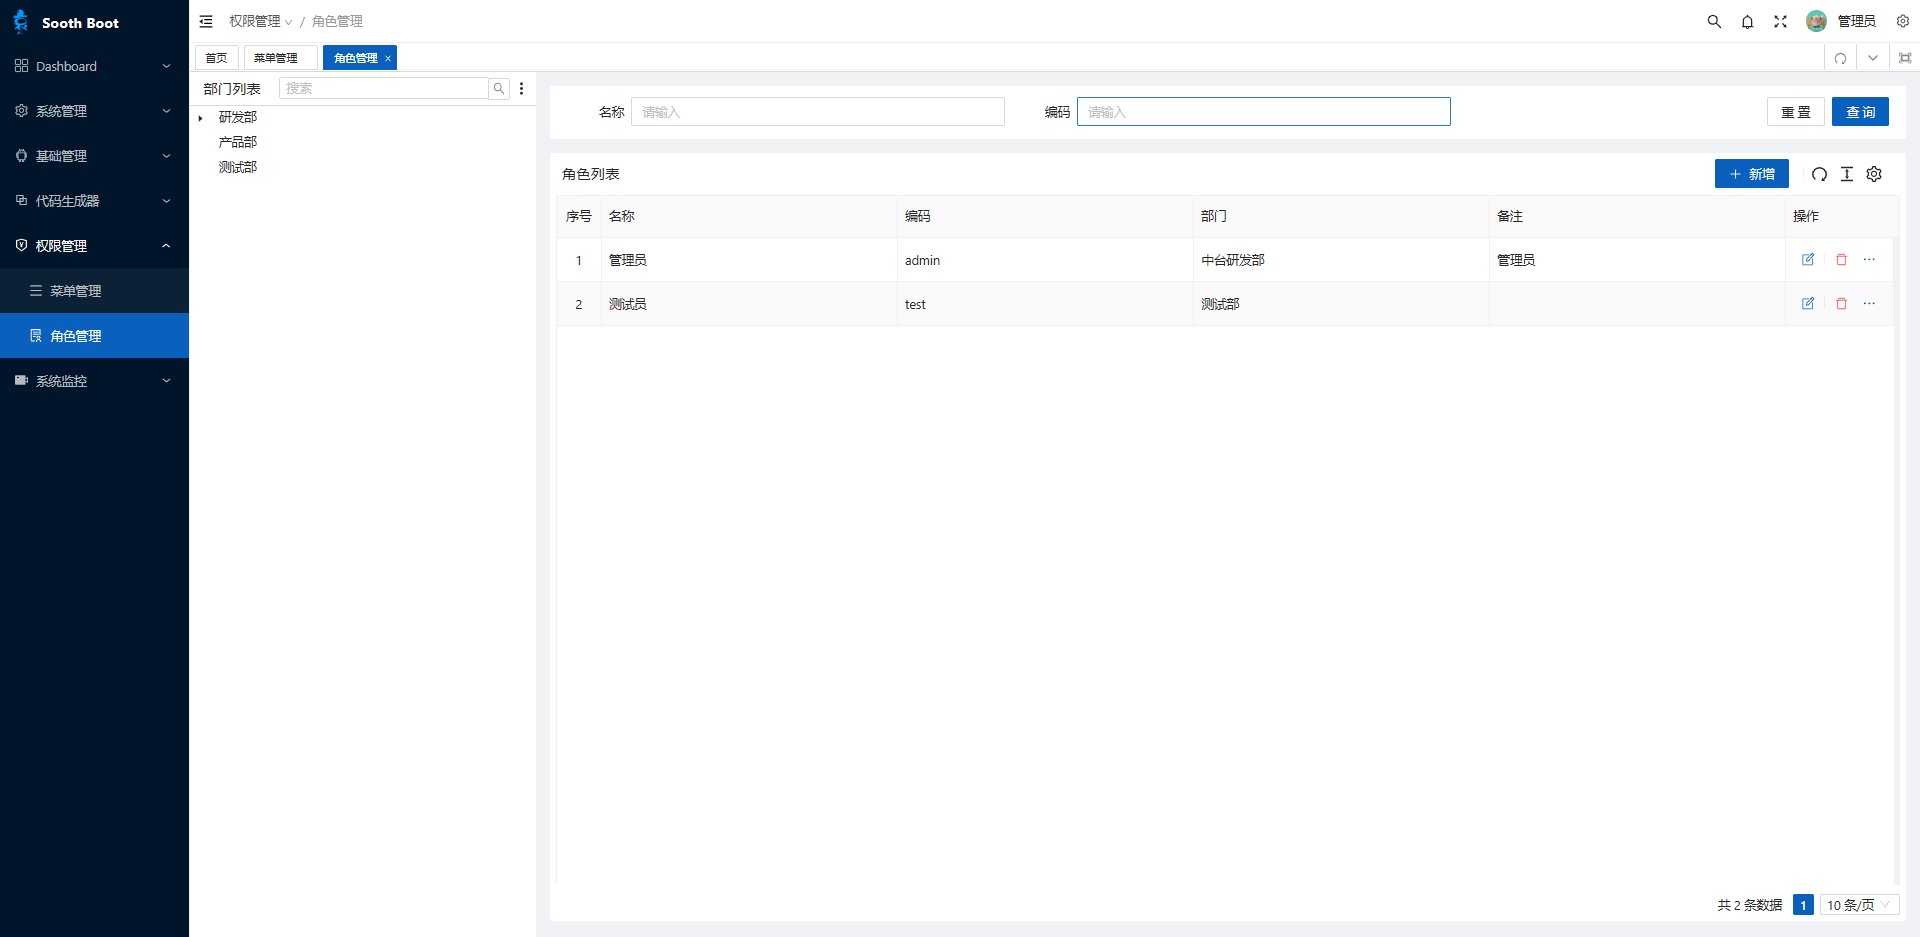 Sooth Boot
Dashboard
系统管理
基础管理
代码生成器
权限管理
菜单管理
角色管理
系统监控
权限管理 / 角色管理
管理员
首页 菜单管理 角色管理 ×
部门列表 搜索
研发部
产品部
测试部
名称 请输入 编码 请输入 重置 查询
角色列表 + 新增
序号 名称 编码 部门 备注 操作
1 管理员 admin 中台研发部 管理员 ···
2 测试员 test 测试部 ···
共 2 条数据 1 10 条/页